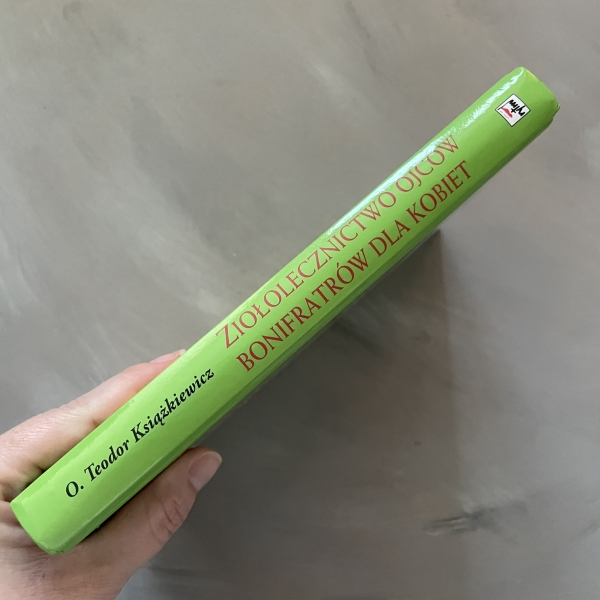 O. Teodor Książkiewicz
ZIOŁOLECZNICTWO OJCÓW
BONIFRATRÓW DLA KOBIET